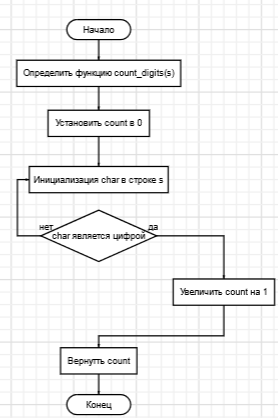 Начало
Определить функцию count_digits(s)
Установить count в 0
Инициализация char в строке s
нет
да
char является цифрой
Увеличить count на 1
Вернутть count
Конец